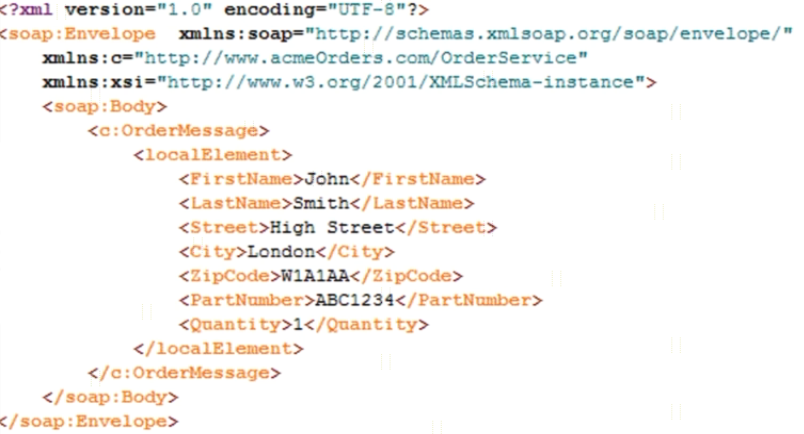 <?xml version="1.0" encoding="UTF-8"?>
<soap:Envelope xmlns:soap="http://schemas.xmlsoap.org/soap/envelope/"
xmlns:c="http://www.acmeOrders.com/OrderService"
xmlns:xsi="http://www.w3.org/2001/XMLSchema-instance">
<soap:Body>
<c:OrderMessage>
<localElement>
<FirstName>John</FirstName>
<LastName>Smith</LastName>
<Street>High Street</Street>
<City>London</City>
<ZipCode>W1A1AA</ZipCode>
<PartNumber>ABC1234</PartNumber>
<Quantity>1</Quantity>
</localElement>
</c:OrderMessage>
</soap:Body>
</soap:Envelope>